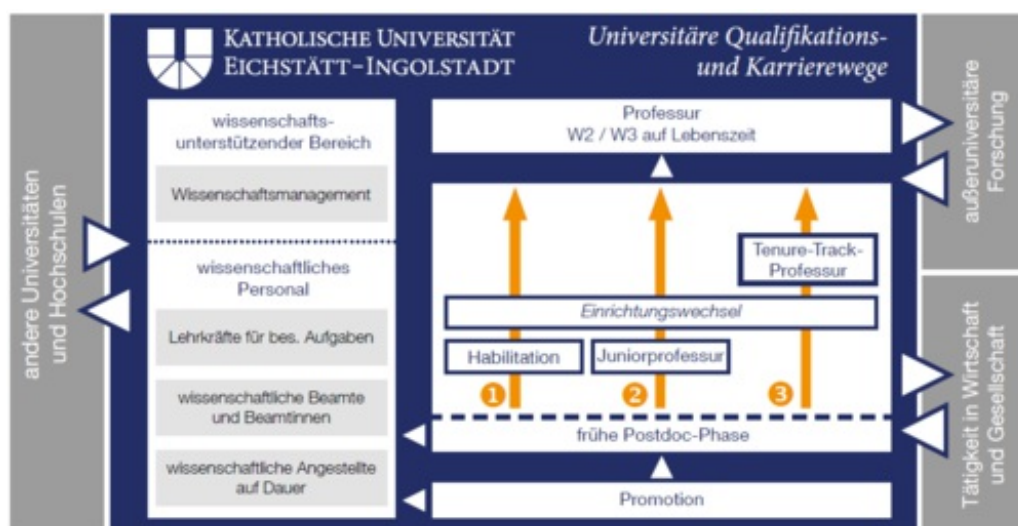 KATHOLISCHE UNIVERSITÄT
EICHSTÄTT-INGOLSTADT
Universitäre Qualifikations-
und Karrierewege
andere Universitäten
und Hochschulen
wissenschafts-
unterstützender Bereich
Wissenschaftsmanagement
wissenschaftliches
Personal
Lehrkräfte für bes. Aufgaben
wissenschaftliche Beamte
und Beamtinnen
wissenschaftliche Angestellte
auf Dauer
Professur
W2 / W3 auf Lebenszeit
Tenure-Track-
Professur
Einrichtungswechsel
Habilitation
Juniorprofessur
1
2
3
frühe Postdoc-Phase
Promotion
außeruniversitäre
Forschung
Tätigkeit in Wirtschaft
und Gesellschaft